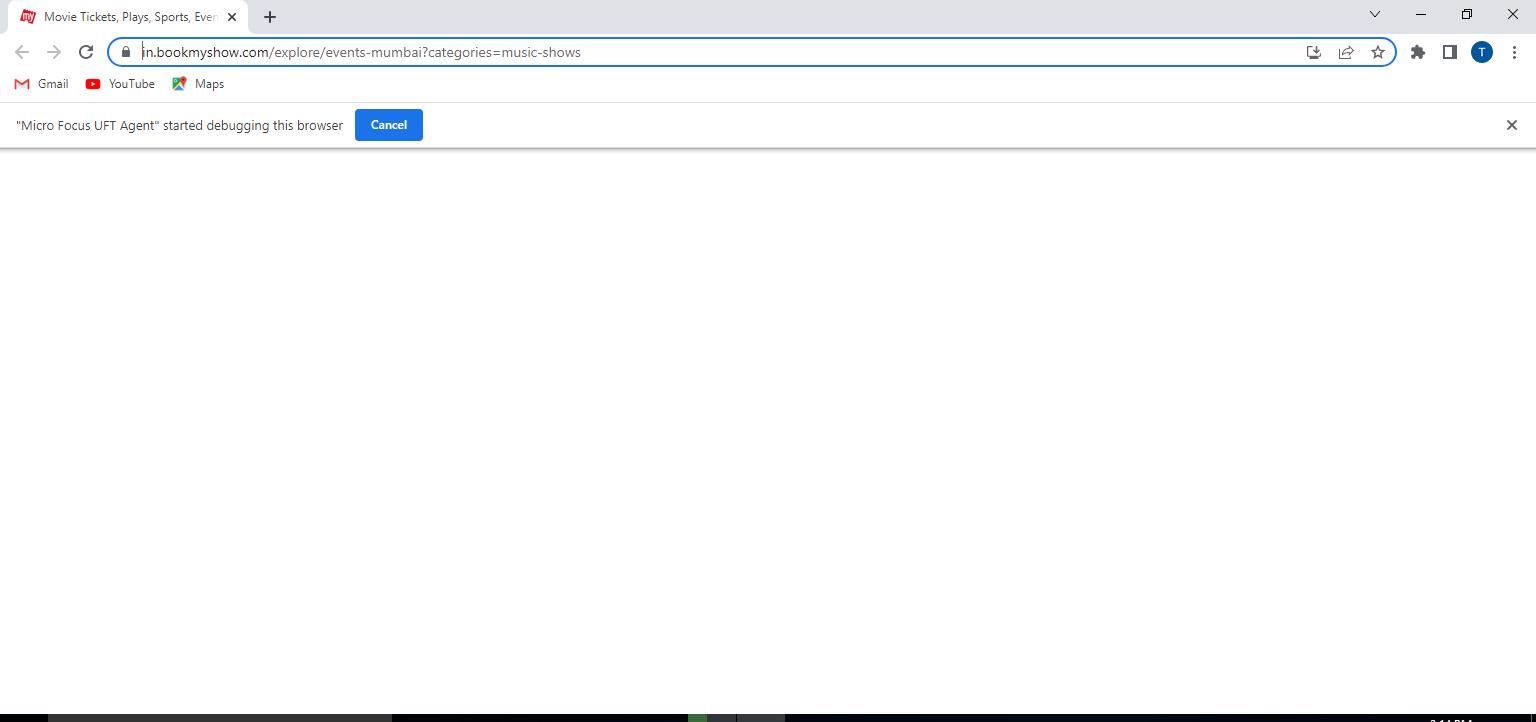 my Movie Tickets, Plays, Sports, Even
in.bookmyshow.com/explore/events-mumbai?categories=music-shows
T
Gmail YouTube Maps
"Micro Focus UFT Agent" started debugging this browser Cancel